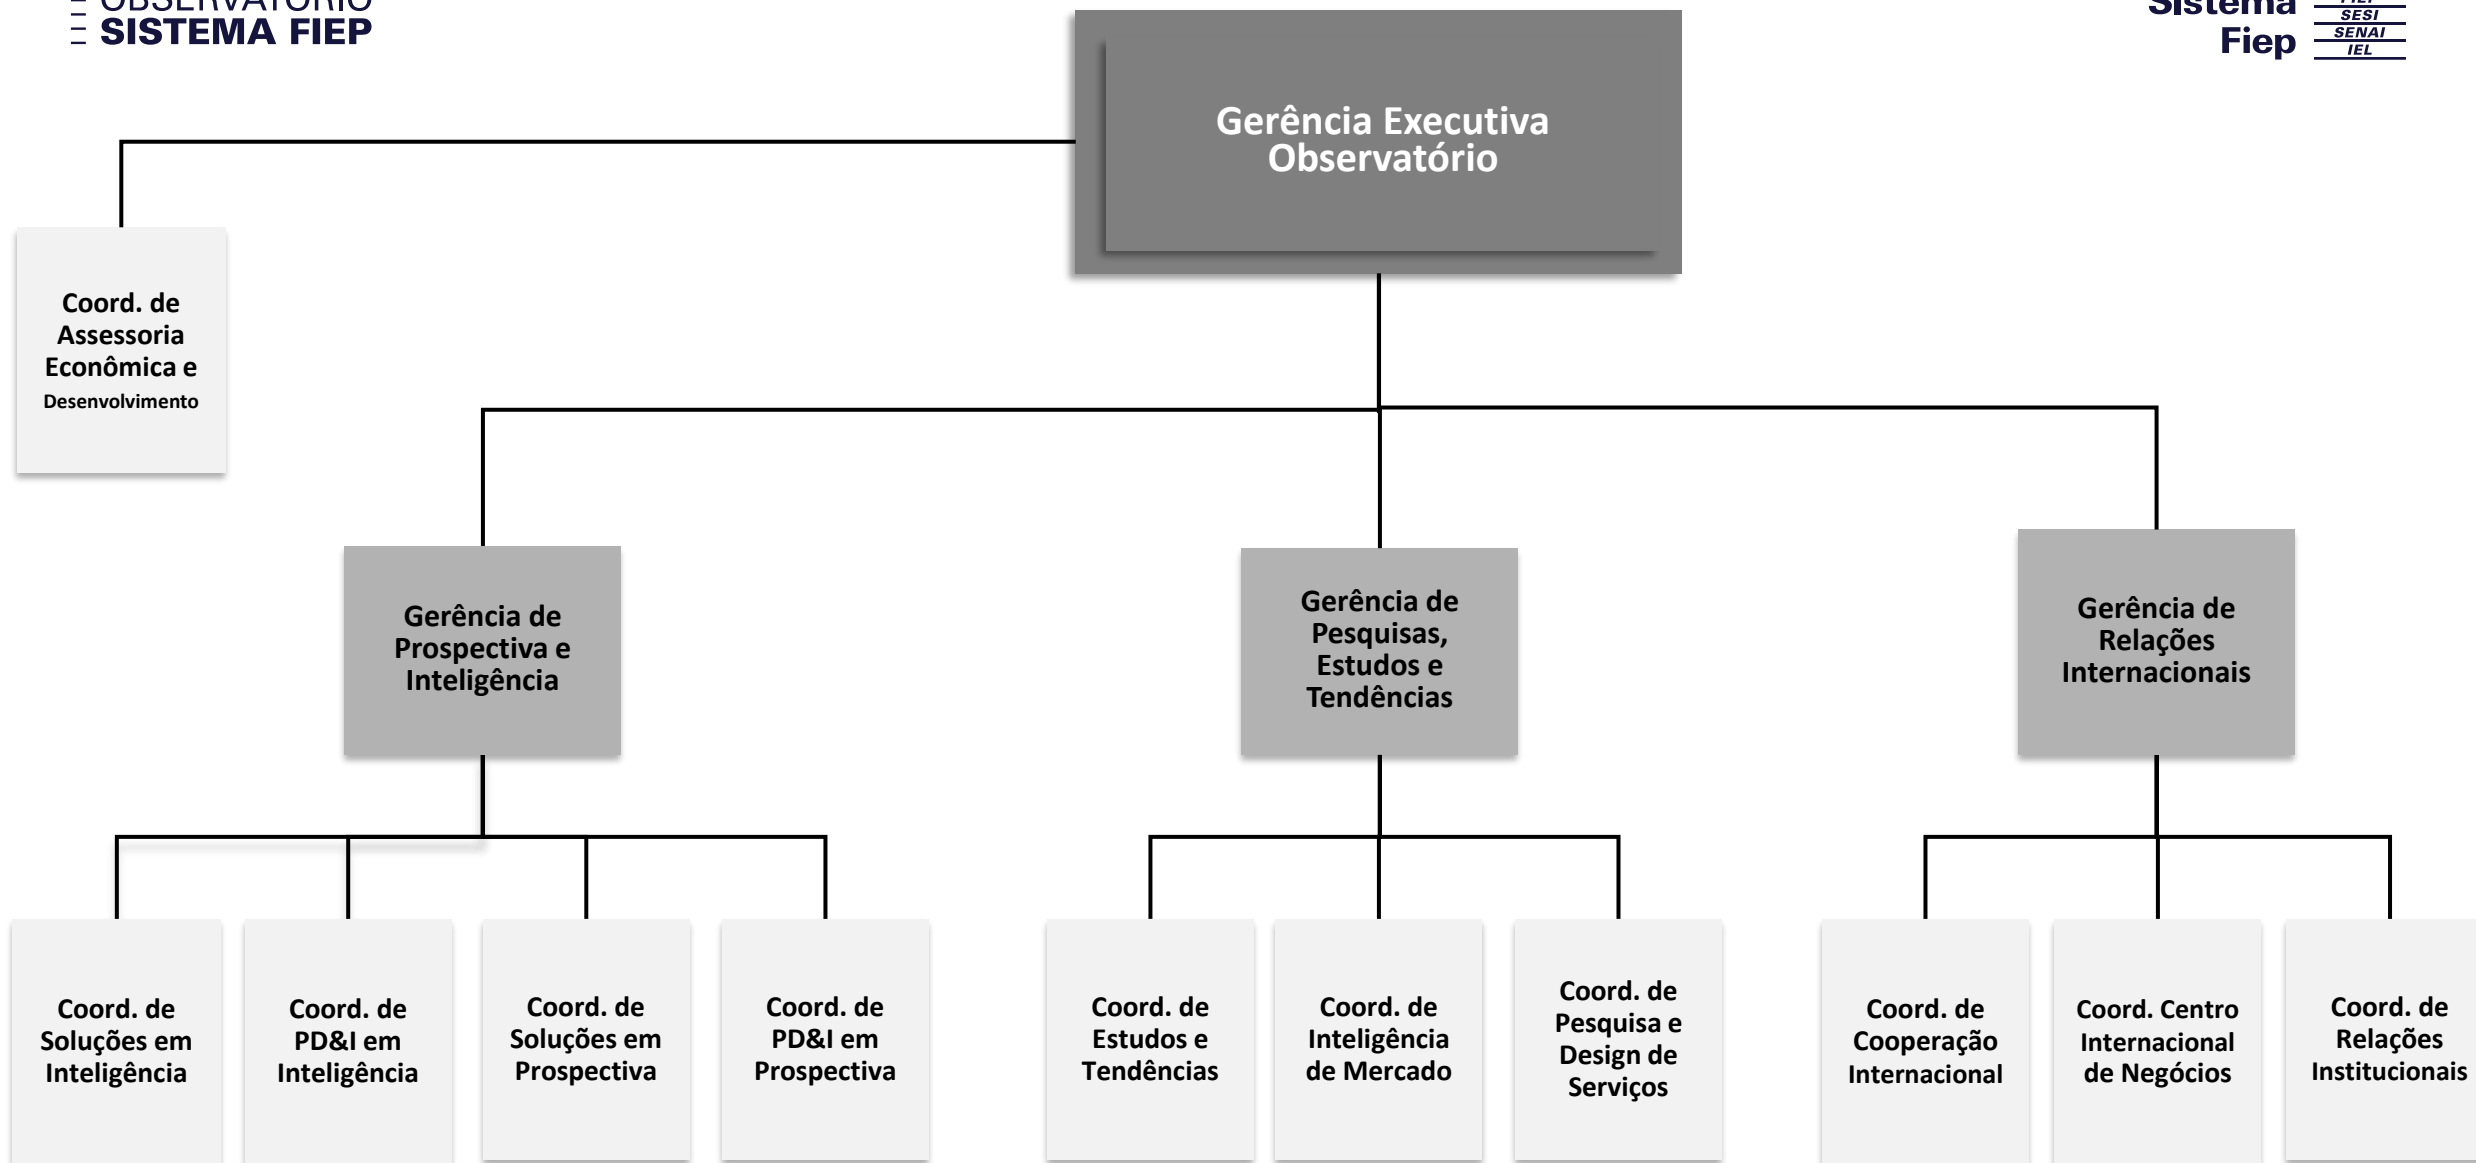 OBSERVATÓRIO
SISTEMA FIEP
Sistema
Fiep
FIEP
SESI
SENAI
IEL
Gerência Executiva
Observatório
Coord. de
Assessoria
Econômica e
Desenvolvimento
Gerência de
Prospectiva e
Inteligência
Gerência de
Pesquisas,
Estudos e
Tendências
Gerência de
Relações
Internacionais
Coord. de
Soluções em
Inteligência
Coord. de
PD&I em
Inteligência
Coord. de
Soluções em
Prospectiva
Coord. de
PD&I em
Prospectiva
Coord. de
Estudos e
Tendências
Coord. de
Inteligência
de Mercado
Coord. de
Pesquisa e
Design de
Serviços
Coord. de
Cooperação
Internacional
Coord. Centro
Internacional
de Negócios
Coord. de
Relações
Institucionais